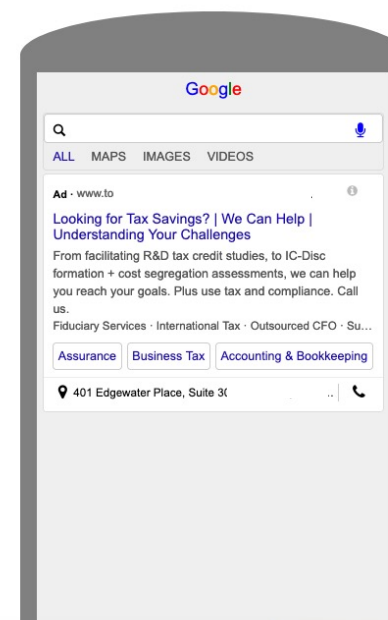 Google
ALL MAPS IMAGES VIDEOS
Ad · www.to
Looking for Tax Savings? | We Can Help |
Understanding Your Challenges
From facilitating R&D tax credit studies, to IC-Disc
formation + cost segregation assessments, we can help
you reach your goals. Plus use tax and compliance. Call
us.
Fiduciary Services · International Tax · Outsourced CFO · Su...
Assurance Business Tax Accounting & Bookkeeping
401 Edgewater Place, Suite ..